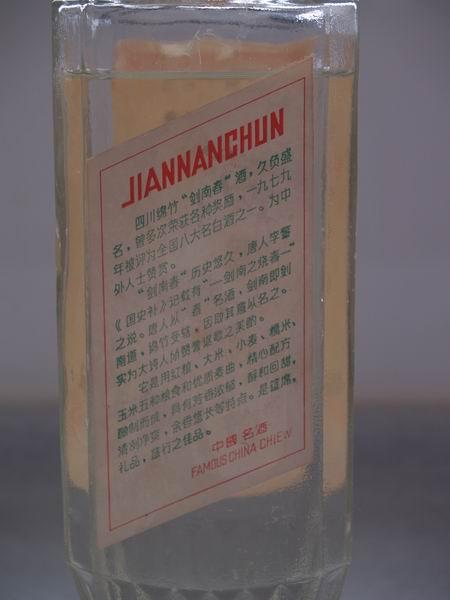 JIANNANCHUN
四川绵竹“剑南春”酒，久负盛
名，曾多次荣获各种奖励，一九七九
年被评为全国八大名白酒之一。为中
外人士赞赏。
“剑南春”历史悠久，唐人李肇
《国史补》记载有“—剑南之烧春—”
之说。唐人以“春”名酒，剑南即剑
南道，绵竹受辖，因取其意以名之。
实为大诗人所赞誉讴歌之美酒。
它是用红粮、大米、小麦、糯米、
玉米五种粮食和优质麦曲，精心配方
酿制而成，具有芳香浓郁，醇和回甜，
清冽净爽，余香悠长等特点。是筵席，
礼品，旅行之佳品。
中國名酒
FAMOUS CHINA CHIEW